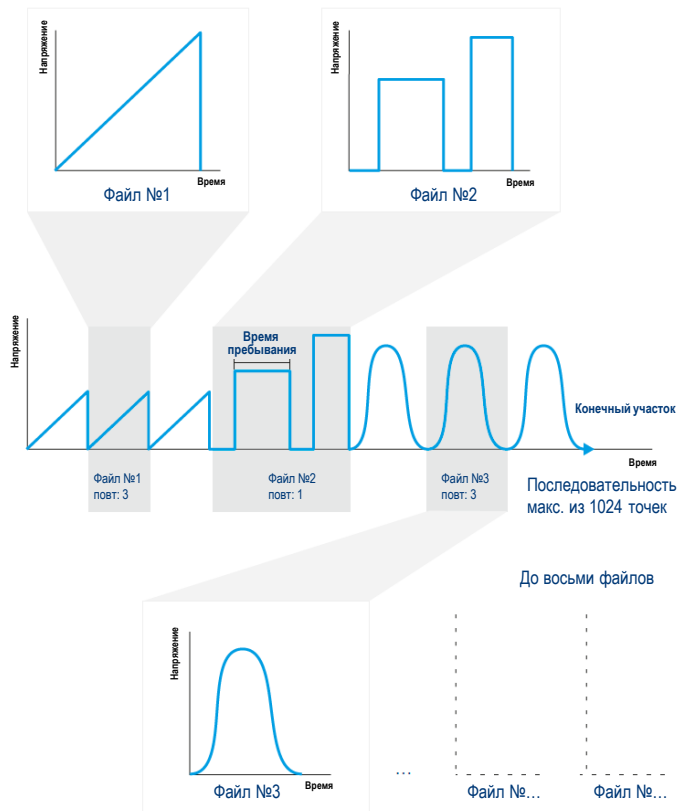 Напряжение
Время
Файл №1
Напряжение
Время
Файл №2
Напряжение
Время
пребывания
Конечный участок
Время
Файл №1
повт: 3
Файл №2
повт: 1
Файл №3
повт: 3
Последовательность
макс. из 1024 точек
До восьми файлов
Напряжение
Время
Файл №3
...
Файл №...
Файл №...